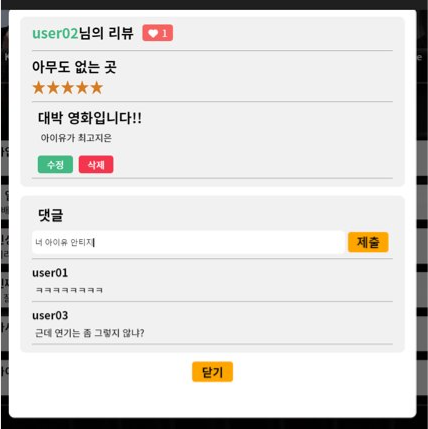 user02님의 리뷰 1
아무도 없는 곳
대박 영화입니다!!
아이유가 최고지은
수정 삭제
댓글
너 아이유 안티지
제출
user01
ㅋㅋㅋㅋㅋㅋㅋㅋ
user03
근데 연기는 좀 그렇지 않냐?
닫기